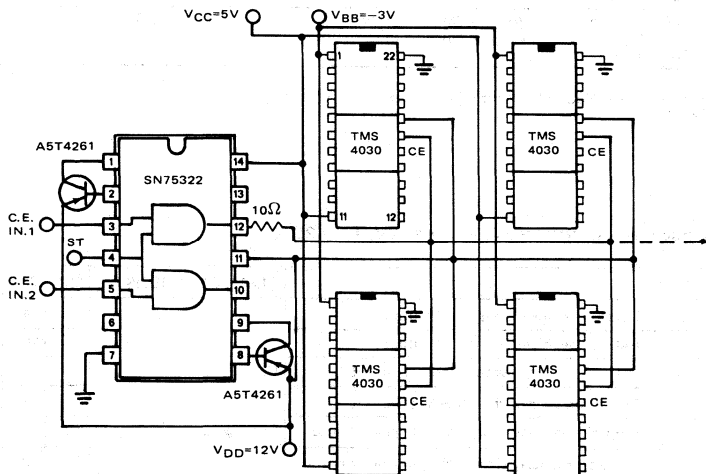 VCC=5V
VBB=−3V
1
22
TMS
4030
CE
11
12
TMS
4030
CE
A5T4261
SN75322
1
14
2
13
C.E.
IN.1
3
12
10Ω
ST
4
11
C.E.
IN.2
5
10
6
9
7
8
A5T4261
VDD=12V
TMS
4030
CE
TMS
4030
CE